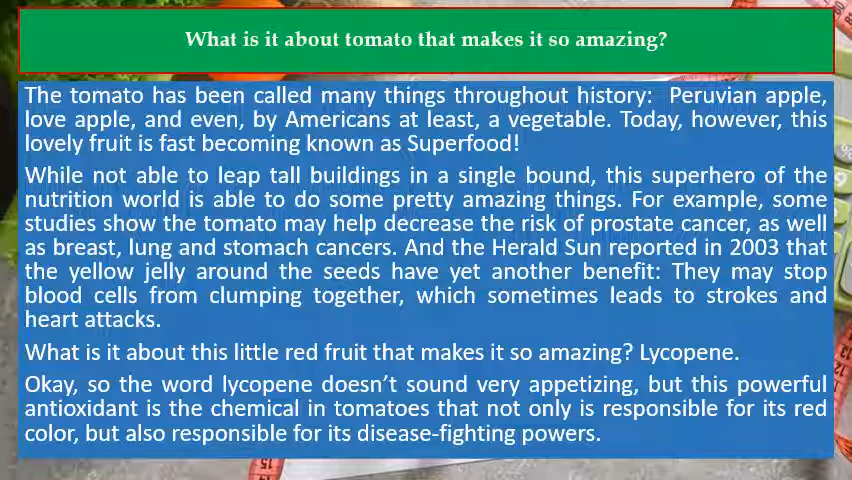 What is it about tomato that makes it so amazing?
The tomato has been called many things throughout history: Peruvian apple,
love apple, and even, by Americans at least, a vegetable. Today, however, this
lovely fruit is fast becoming known as Superfood!
While not able to leap tall buildings in a single bound, this superhero of the
nutrition world is able to do some pretty amazing things. For example, some
studies show the tomato may help decrease the risk of prostate cancer, as well
as breast, lung and stomach cancers. And the Herald Sun reported in 2003 that
the yellow jelly around the seeds have yet another benefit: They may stop
blood cells from clumping together, which sometimes leads to strokes and
heart attacks.
What is it about this little red fruit that makes it so amazing? Lycopene.
Okay, so the word lycopene doesn't sound very appetizing, but this powerful
antioxidant is the chemical in tomatoes that not only is responsible for its red
color, but also responsible for its disease-fighting powers.
15